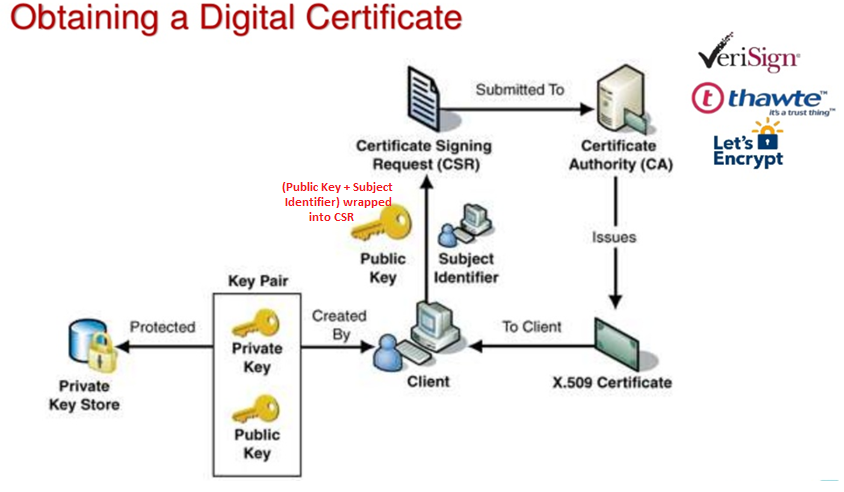 Obtaining a Digital Certificate
VeriSign
thawte™
it's a trust thing™
Let's
Encrypt
Submitted To
Certificate Signing
Request (CSR)
Certificate
Authority (CA)
(Public Key + Subject
Identifier) wrapped
into CSR
Public
Key
Subject
Identifier
Issues
Key Pair
Protected
Private
Key
Public
Key
Created
By
To Client
Private
Key Store
Client
X.509 Certificate